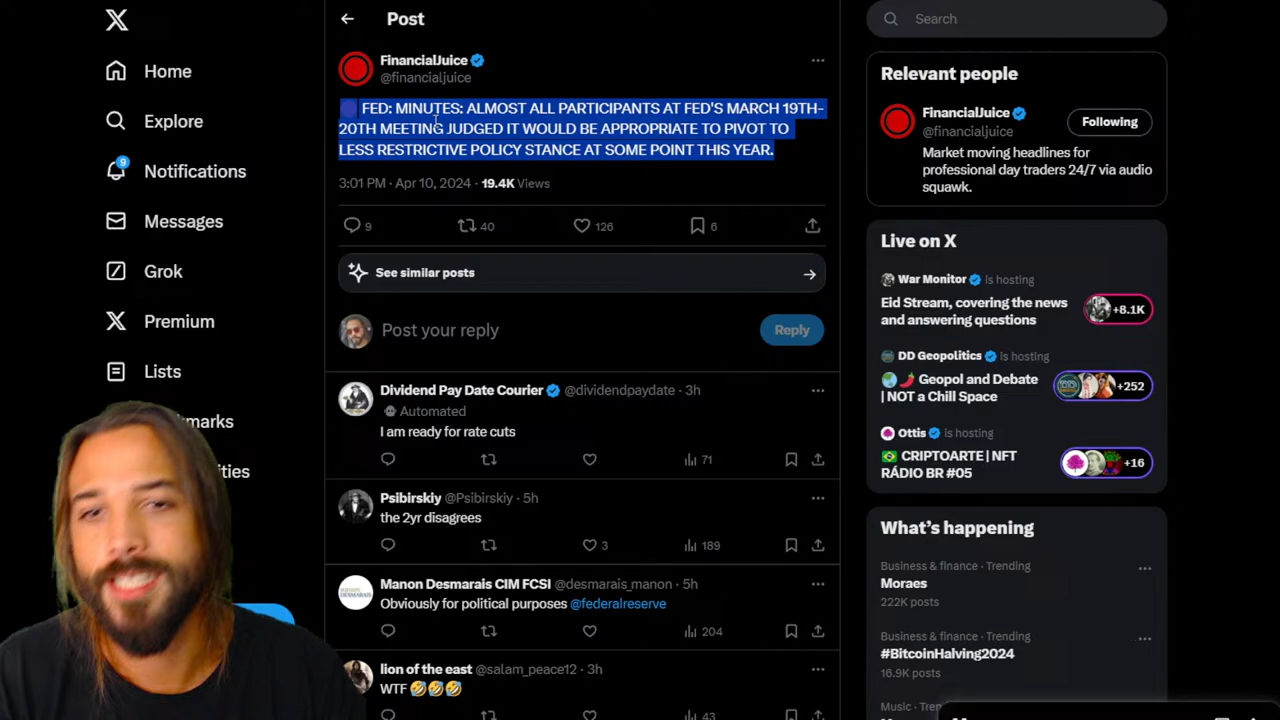 Home
Explore
9
Notifications
Messages
Grok
Premium
Lists
Post
FinancialJuice
@financialjuice
FED: MINUTES: ALMOST ALL PARTICIPANTS AT FED'S MARCH 19TH-
20TH MEETING JUDGED IT WOULD BE APPROPRIATE TO PIVOT TO
LESS RESTRICTIVE POLICY STANCE AT SOME POINT THIS YEAR.
3:01 PM · Apr 10, 2024 · 19.4K Views
9 40 126 6
See similar posts
Post your reply
Reply
Dividend Pay Date Courier @dividendpaydate · 3h
Automated
I am ready for rate cuts
71
Psibirskiy @Psibirskiy · 5h
the 2yr disagrees
3 189
Manon Desmarais CIM FCSI @desmarais_manon · 5h
Obviously for political purposes @federalreserve
204
lion of the east @salam_peace12 · 3h
WTF 🤣🤣🤣
43
Search
Relevant people
FinancialJuice
@financialjuice
Following
Market moving headlines for
professional day traders 24/7 via audio
squawk.
Live on X
War Monitor is hosting
Eid Stream, covering the news
and answering questions
+8.1K
DD Geopolitics is hosting
🌏🌶️ Geopol and Debate
| NOT a Chill Space
+252
Ottis is hosting
🇧🇷 CRIPTOARTE | NFT
RÁDIO BR #05
+16
What's happening
Business & finance · Trending
Moraes
222K posts
Business & finance · Trending
#BitcoinHalving2024
16.9K posts